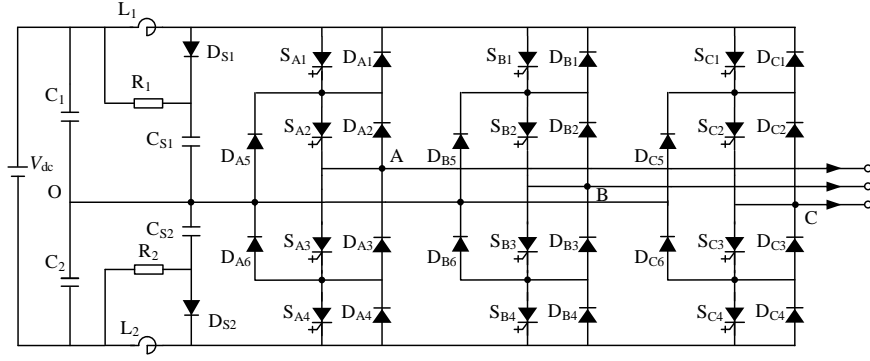 L1
DS1
SA1
DA1
SB1
DB1
SC1
DC1
R1
C1
CS1
SA2
DA2
SB2
DB2
SC2
DC2
DA5
A
DB5
DC5
Vdc
O
B
C
CS2
C2
R2
DA6
SA3
DA3
DB6
SB3
DB3
DC6
SC3
DC3
DS2
SA4
DA4
SB4
DB4
SC4
DC4
L2